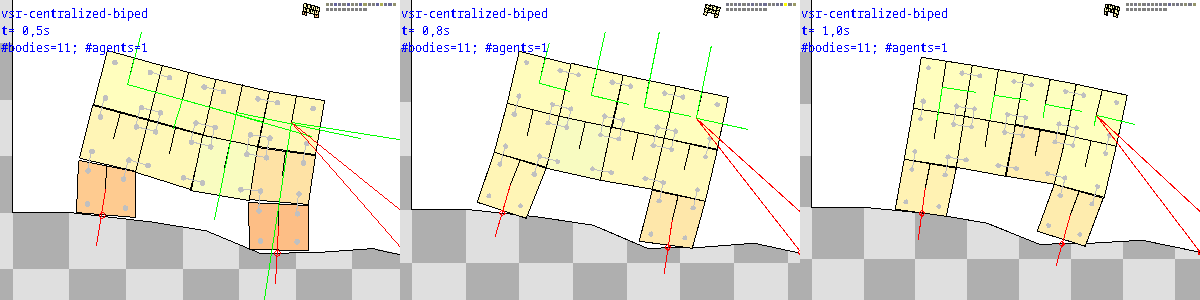 vsr-centralized-biped
t= 0,5s
#bodies=11; #agents=1
vsr-centralized-biped
t= 0,8s
#bodies=11; #agents=1
vsr-centralized-biped
t= 1,0s
#bodies=11; #agents=1